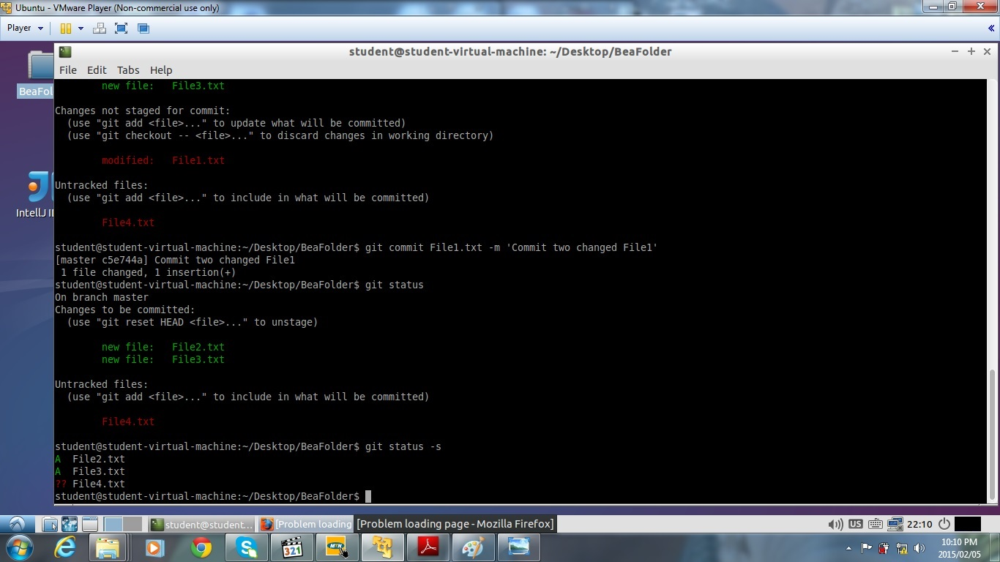 Ubuntu - VMware Player (Non-commercial use only)
Player
student@student-virtual-machine: ~/Desktop/BeaFolder
File Edit Tabs Help
BeaFol
new file:   File3.txt
Changes not staged for commit:
(use "git add <file>..." to update what will be committed)
(use "git checkout -- <file>..." to discard changes in working directory)
modified:   File1.txt
Untracked files:
(use "git add <file>..." to include in what will be committed)
IntellJ I
File4.txt
student@student-virtual-machine:~/Desktop/BeaFolder$ git commit File1.txt -m 'Commit two changed File1'
[master c5e744a] Commit two changed File1
1 file changed, 1 insertion(+)
student@student-virtual-machine:~/Desktop/BeaFolder$ git status
On branch master
Changes to be committed:
(use "git reset HEAD <file>..." to unstage)
new file:   File2.txt
new file:   File3.txt
Untracked files:
(use "git add <file>..." to include in what will be committed)
File4.txt
student@student-virtual-machine:~/Desktop/BeaFolder$ git status -s
A  File2.txt
A  File3.txt
?? File4.txt
student@student-virtual-machine:~/Desktop/BeaFolder$
student@student... [Problem loading [Problem loading page - Mozilla Firefox] US 22:10
321 MTN 10:10 PM
2015/02/05